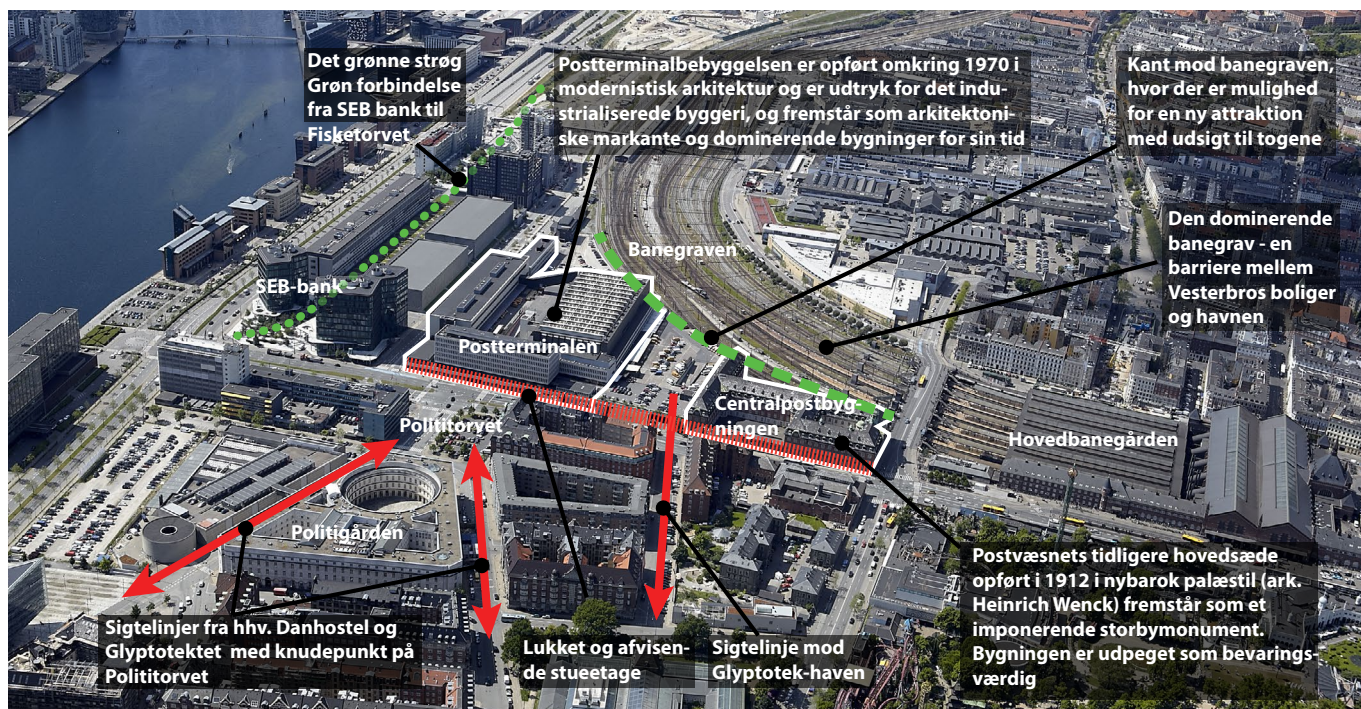 Det grønne strøg
Grøn forbindelse
fra SEB bank til
Fisketorvet
Postterminalbebyggelsen er opført omkring 1970 i
modernistisk arkitektur og er udtryk for det indu-
strialiserede byggeri, og fremstår som arkitektoni-
ske markante og dominerende bygninger for sin tid
Kant mod banegraven,
hvor der er mulighed
for en ny attraktion
med udsigt til togene
Den dominerende
banegrav - en
barriere mellem
Vesterbros boliger
og havnen
Banegraven
SEB-bank
Postterminalen
Centralpostbyg-
ningen
Polititorvet
Hovedbanegården
Politigården
Sigtelinjer fra hhv. Danhostel og
Glyptotektet med knudepunkt på
Polititorvet
Lukket og afvisen-
de stueetage
Sigtelinje mod
Glyptotek-haven
Postvæsnets tidligere hovedsæde
opført i 1912 i nybarok palæstil (ark.
Heinrich Wenck) fremstår som et
imponerende storbymonument.
Bygningen er udpeget som bevarings-
værdig